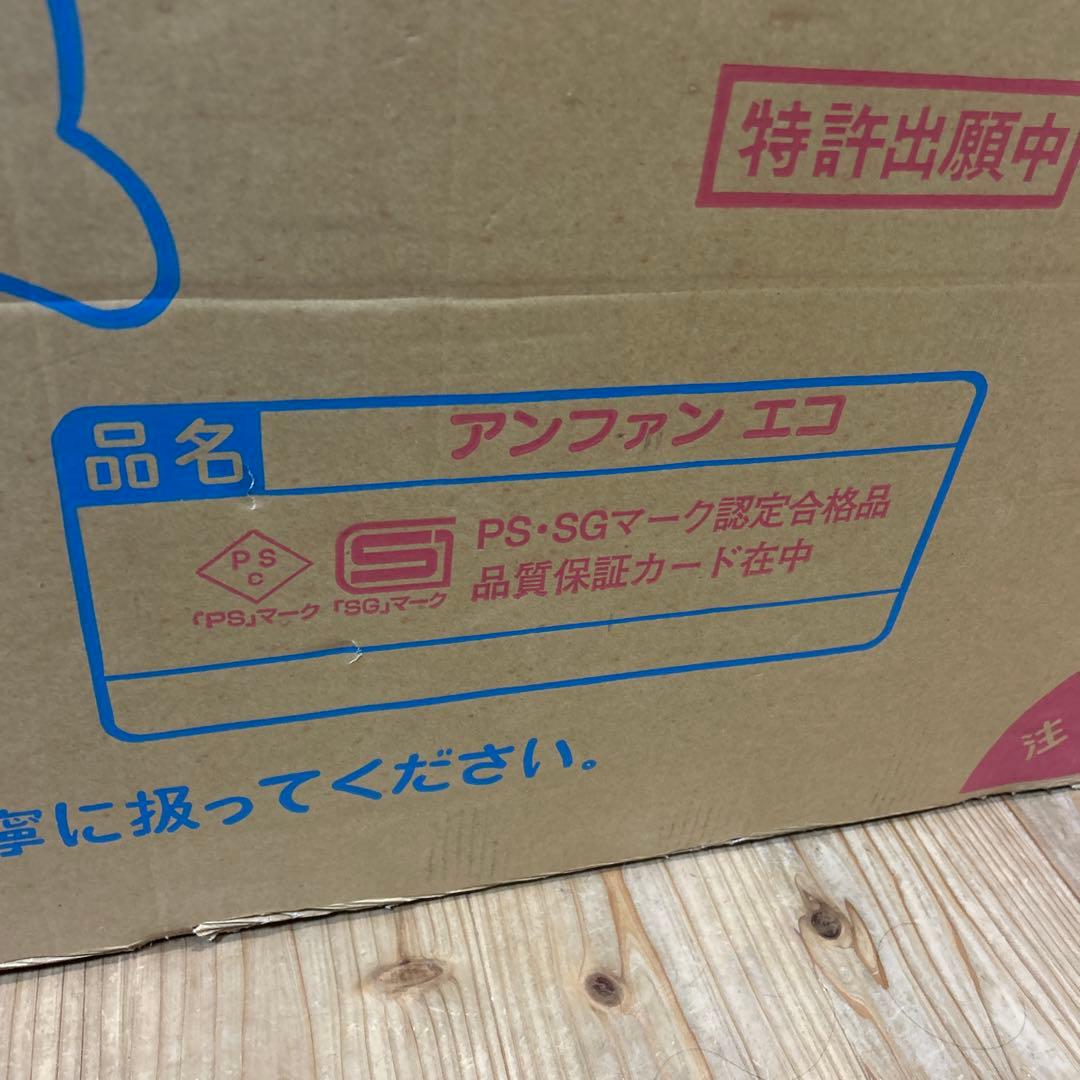 特許出願中
品名 アンファン エコ
PSC
「PS」マーク 「SG」マーク
PS・SGマーク認定合格品
品質保証カード在中
寧に扱ってください。
注